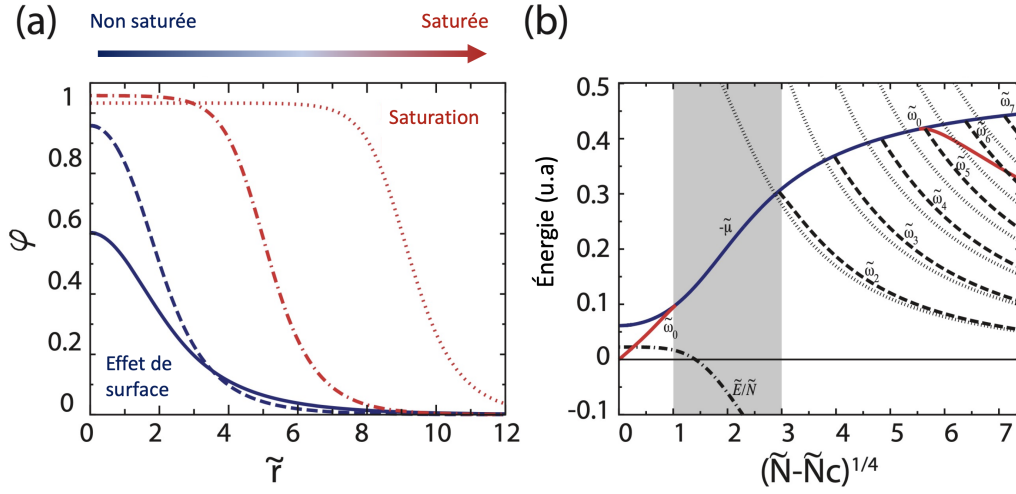 (a)
Non saturée
Saturée
φ
1
0.8
0.6
0.4
0.2
0
Saturation
Effet de
surface
0
2
4
6
8
10
12
r̃
(b)
Énergie (u.a)
0.5
0.4
0.3
0.2
0.1
0
-0.1
ω̃₀
ω̃₇
ω̃₆
ω̃₅
ω̃₄
ω̃₃
ω̃₂
-μ̃
ω̃₀
Ẽ/Ñ
0
1
2
3
4
5
6
7
(Ñ-Ñc)¹/⁴